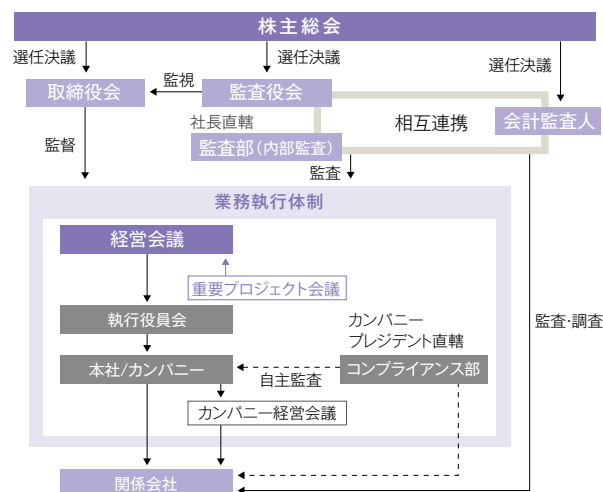 株主総会
選任決議
選任決議
選任決議
取締役会
監視
監査役会
相互連携
会計監査人
社長直轄
監査部（内部監査）
監督
監査
業務執行体制
経営会議
重要プロジェクト会議
執行役員会
カンパニー
プレジデント直轄
監査・調査
本社/カンパニー
自主監査
コンプライアンス部
カンパニー経営会議
関係会社